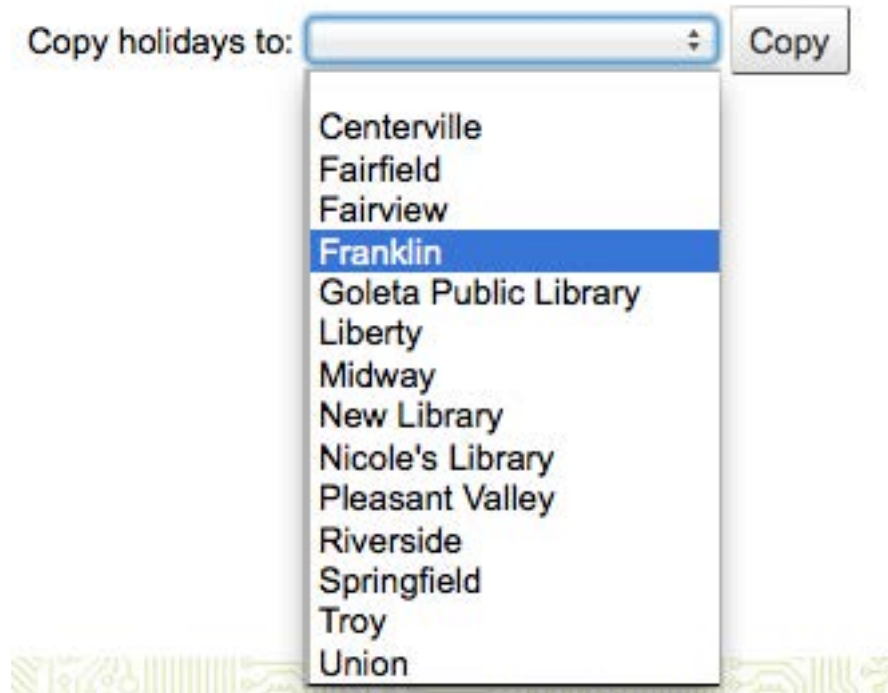 Copy holidays to: Copy
Centerville
Fairfield
Fairview
Franklin
Goleta Public Library
Liberty
Midway
New Library
Nicole's Library
Pleasant Valley
Riverside
Springfield
Troy
Union